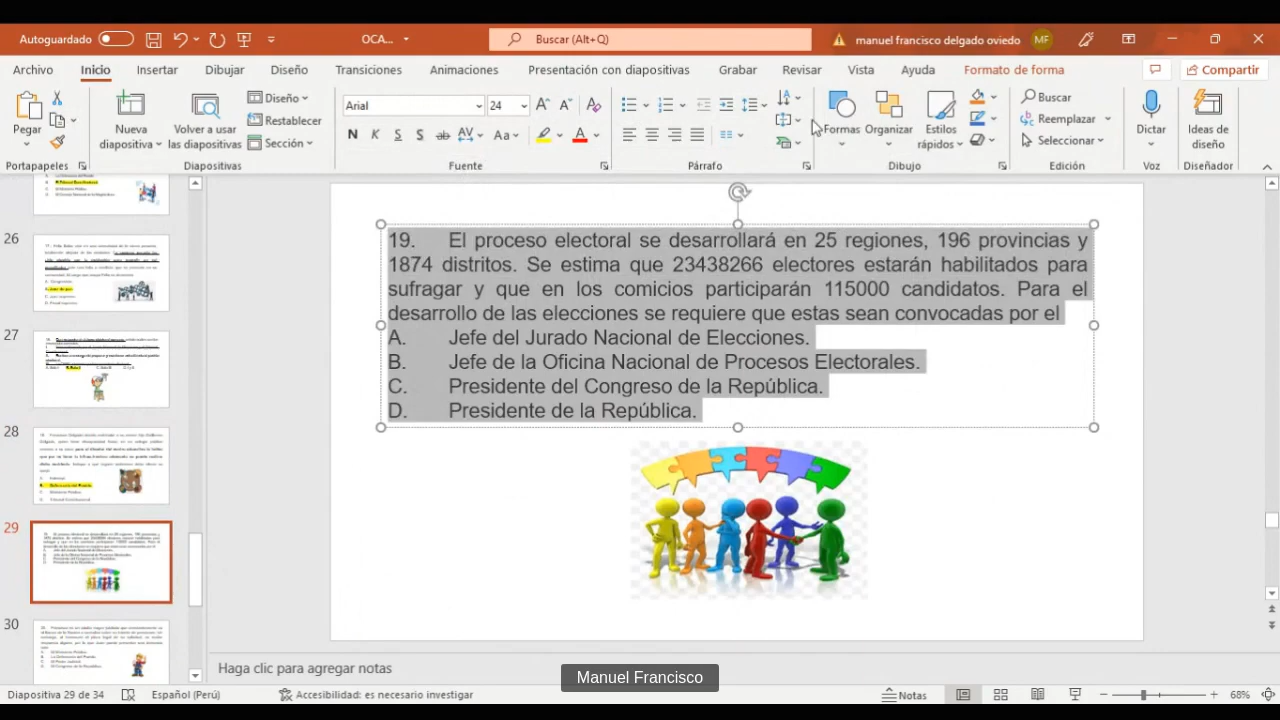 Autoguardado
OCA...
Buscar (Alt+Q)
manuel francisco delgado oviedo
MF
Archivo
Inicio
Insertar
Dibujar
Diseño
Transiciones
Animaciones
Presentación con diapositivas
Grabar
Revisar
Vista
Ayuda
Formato de forma
Compartir
Pegar
Nueva diapositiva
Volver a usar las diapositivas
Diseño
Restablecer
Sección
Arial
24
N K S S ab AV Aa A
Formas
Organizar
Estilos rápidos
Buscar
Reemplazar
Seleccionar
Dictar
Ideas de diseño
Portapapeles
Diapositivas
Fuente
Párrafo
Dibujo
Edición
Voz
Diseñador
26
27
28
29
30
19. El proceso electoral se desarrollará en 25 regiones, 196 provincias y
1874 distritos. Se estima que 23438263 electores estarán habilitados para
sufragar y que en los comicios participarán 115000 candidatos. Para el
desarrollo de las elecciones se requiere que estas sean convocadas por el
A. Jefe del Jurado Nacional de Elecciones.
B. Jefe de la Oficina Nacional de Procesos Electorales.
C. Presidente del Congreso de la República.
D. Presidente de la República.
Haga clic para agregar notas
Manuel Francisco
Diapositiva 29 de 34
Español (Perú)
Accesibilidad: es necesario investigar
Notas
68%